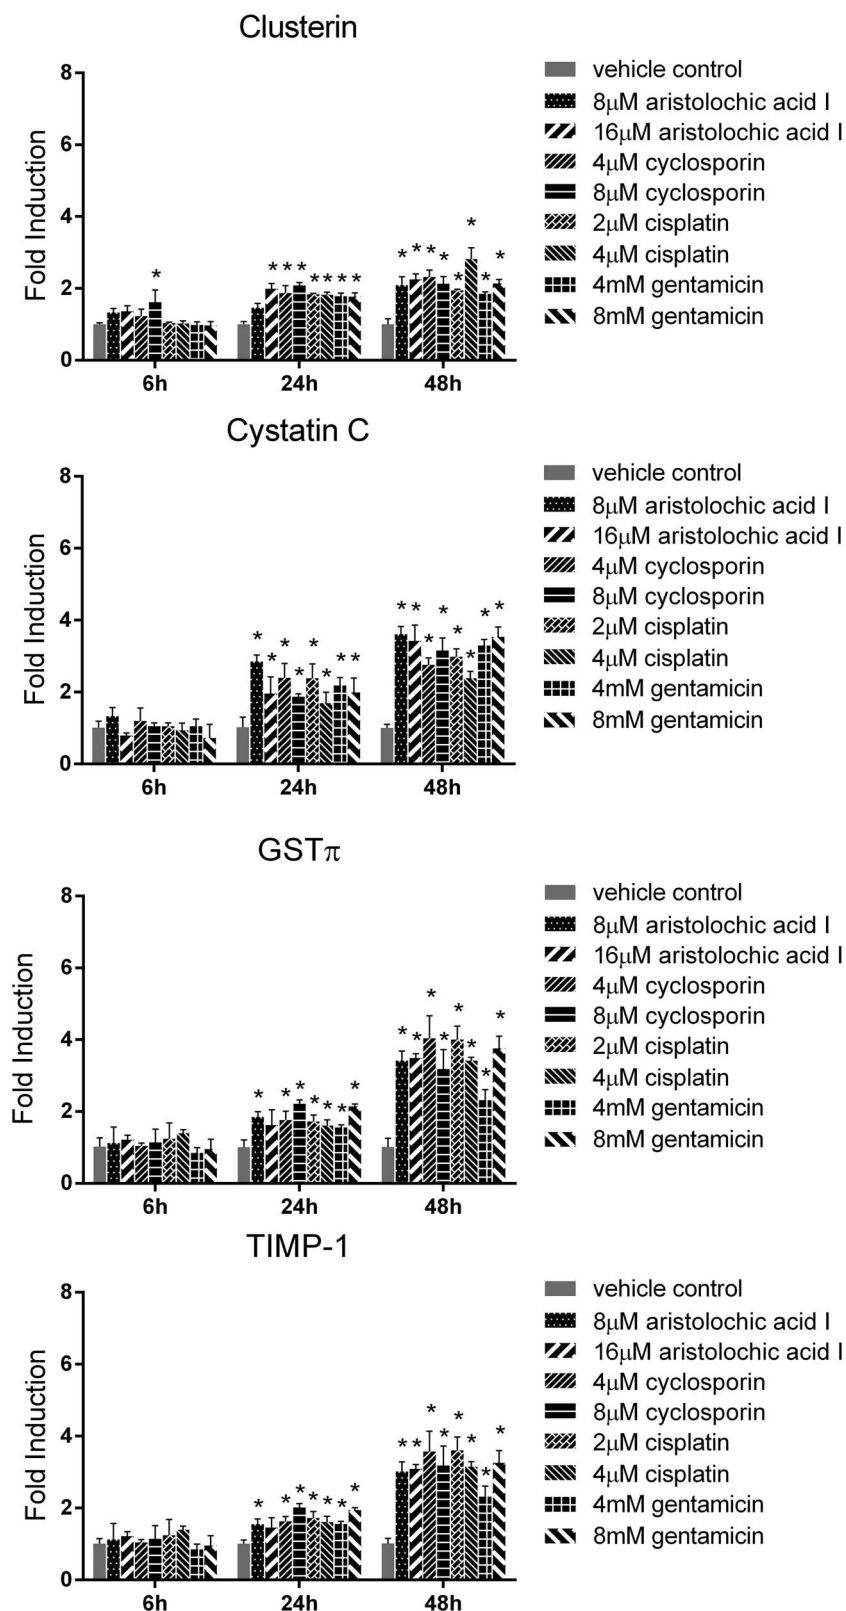 Clusterin
8
6
4
2
0
Fold Induction
* * * * * * * * * * * * * * * *
6h 24h 48h
vehicle control
8μM aristolochic acid I
16μM aristolochic acid I
4μM cyclosporin
8μM cyclosporin
2μM cisplatin
4μM cisplatin
4mM gentamicin
8mM gentamicin
Cystatin C
8
6
4
2
0
Fold Induction
* * * * * * * * * * * * * * * *
6h 24h 48h
vehicle control
8μM aristolochic acid I
16μM aristolochic acid I
4μM cyclosporin
8μM cyclosporin
2μM cisplatin
4μM cisplatin
4mM gentamicin
8mM gentamicin
GSTπ
8
6
4
2
0
Fold Induction
* * * * * * * * * * * * * * *
6h 24h 48h
vehicle control
8μM aristolochic acid I
16μM aristolochic acid I
4μM cyclosporin
8μM cyclosporin
2μM cisplatin
4μM cisplatin
4mM gentamicin
8mM gentamicin
TIMP-1
8
6
4
2
0
Fold Induction
* * * * * * * * * * * * * * *
6h 24h 48h
vehicle control
8μM aristolochic acid I
16μM aristolochic acid I
4μM cyclosporin
8μM cyclosporin
2μM cisplatin
4μM cisplatin
4mM gentamicin
8mM gentamicin